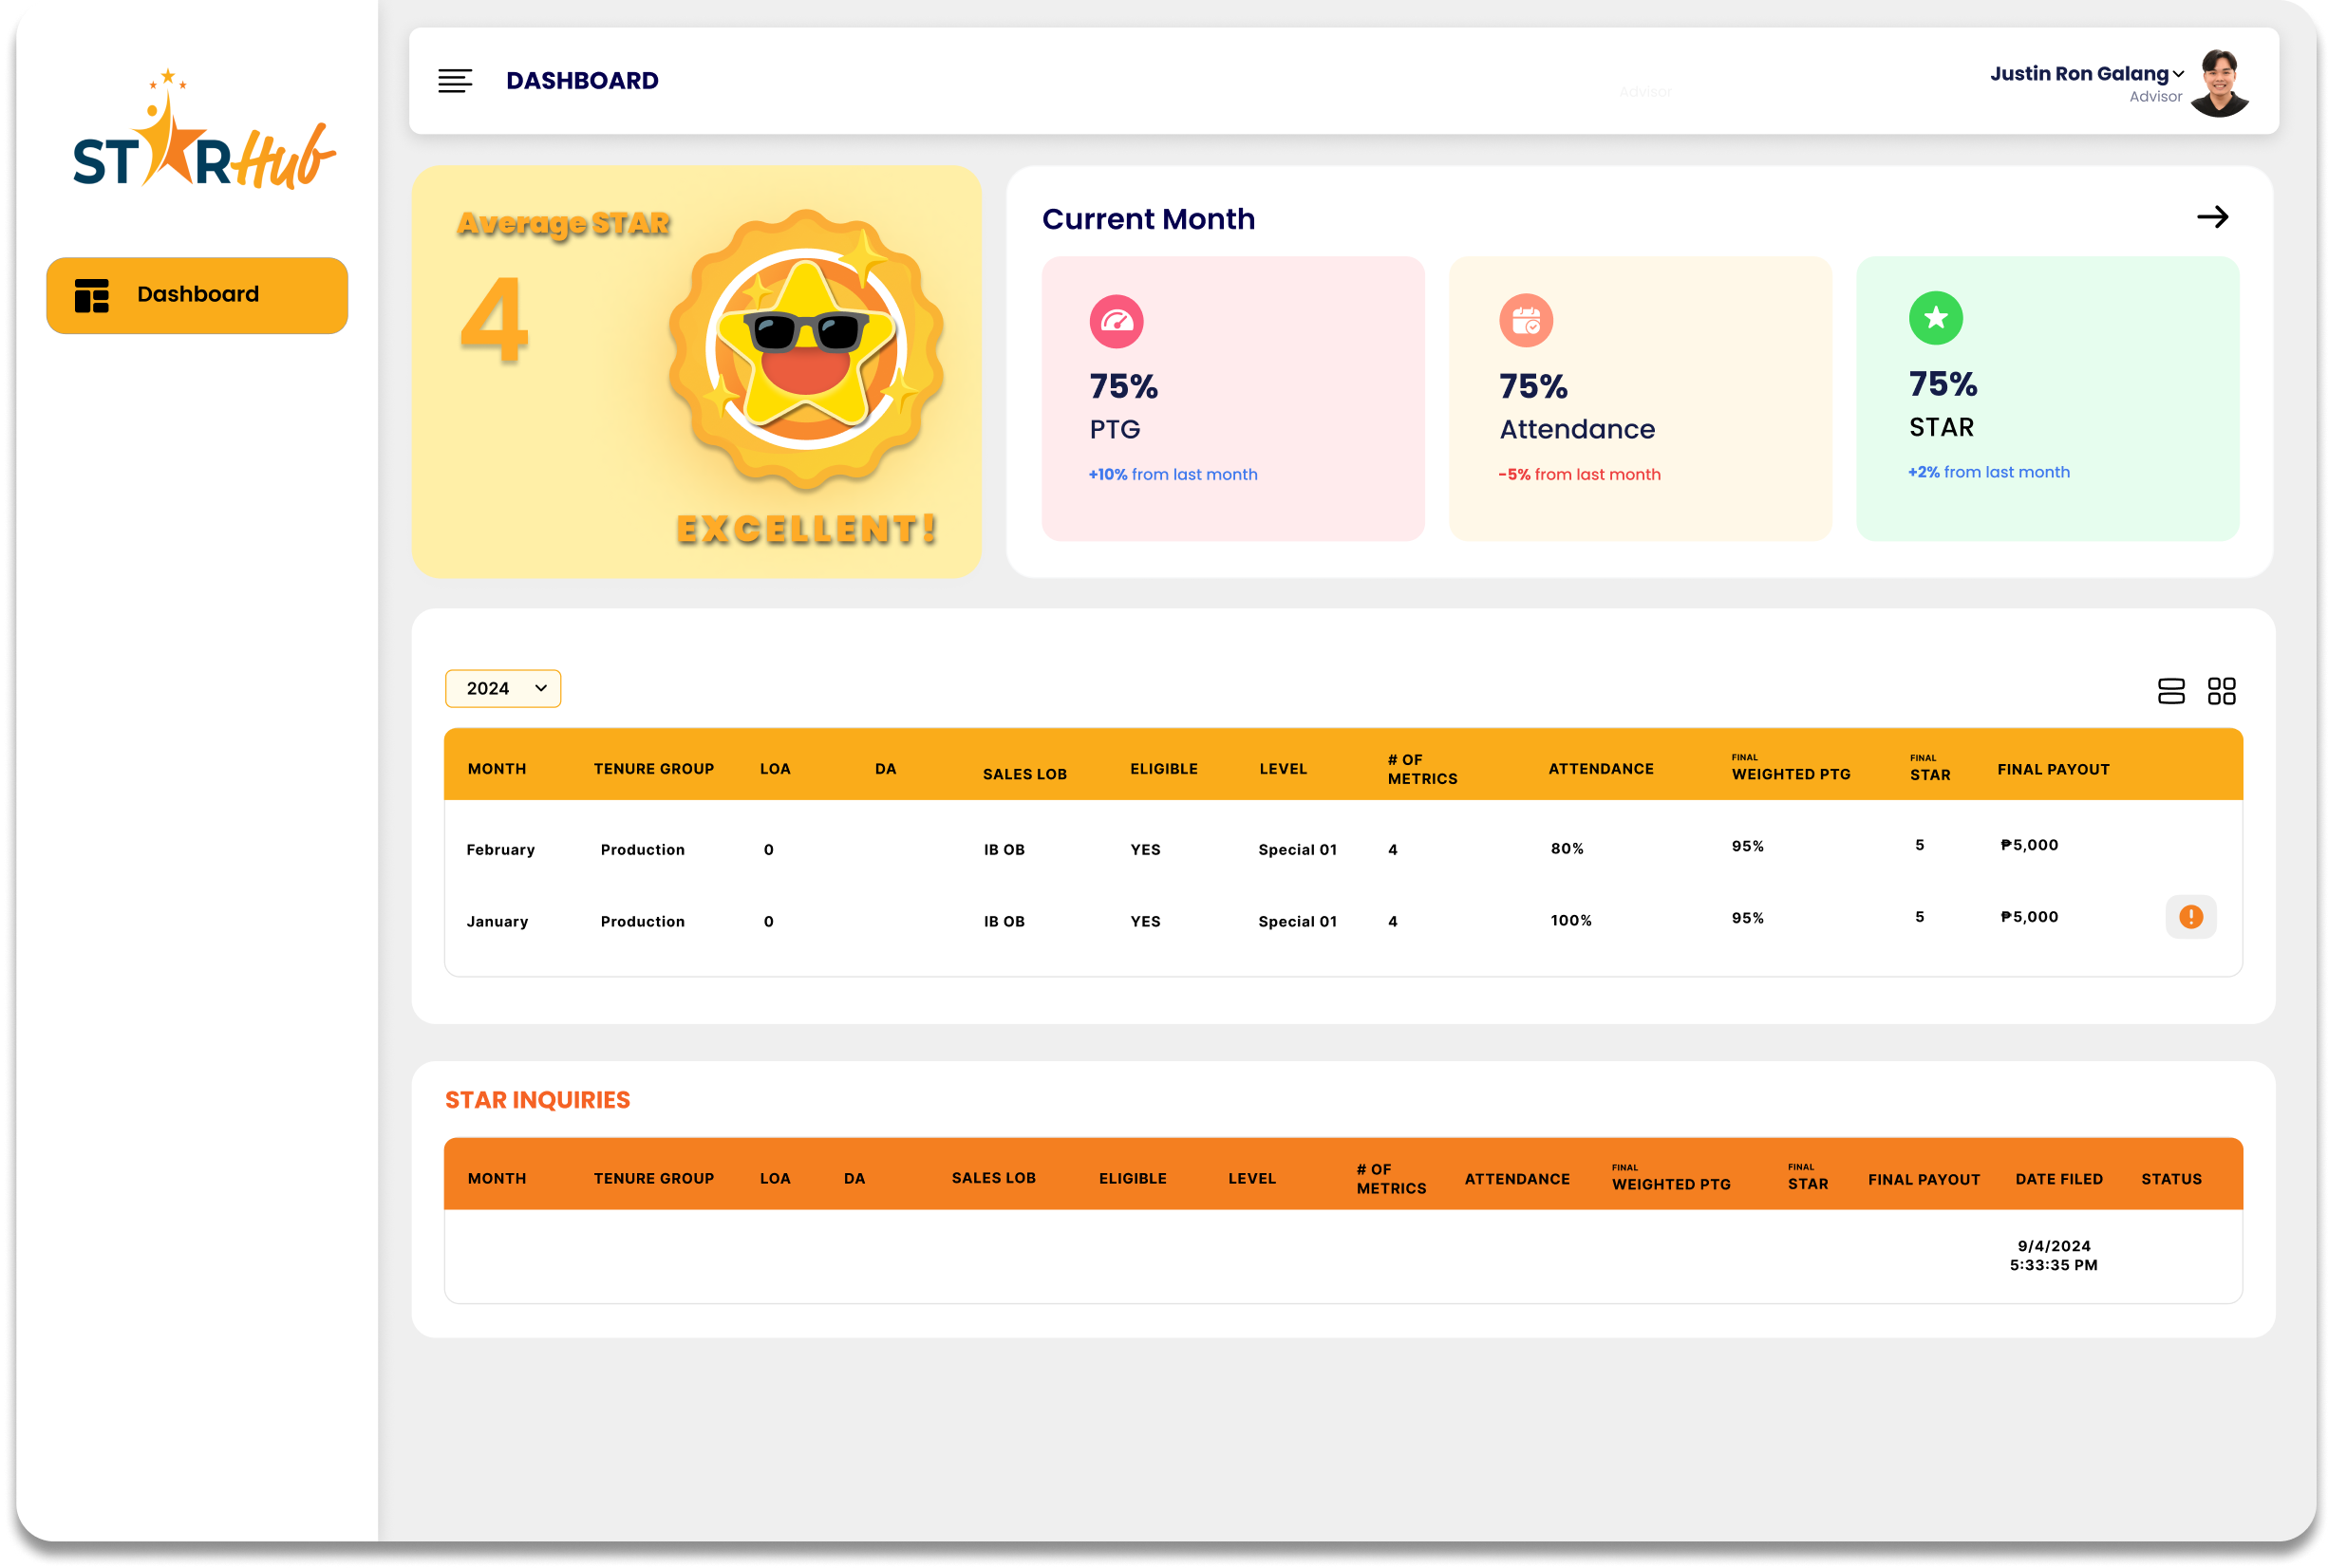 STARHub
DASHBOARD
Advisor
Justin Ron Galang
Advisor
Dashboard
Average STAR
4
EXCELLENT!
Current Month
75%
PTG
+10% from last month
75%
Attendance
-5% from last month
75%
STAR
+2% from last month
2024
MONTH TENURE GROUP LOA DA SALES LOB ELIGIBLE LEVEL # OF METRICS ATTENDANCE FINAL WEIGHTED PTG FINAL STAR FINAL PAYOUT
February Production 0 IB OB YES Special 01 4 80% 95% 5 ₱5,000
January Production 0 IB OB YES Special 01 4 100% 95% 5 ₱5,000
STAR INQUIRIES
MONTH TENURE GROUP LOA DA SALES LOB ELIGIBLE LEVEL # OF METRICS ATTENDANCE FINAL WEIGHTED PTG FINAL STAR FINAL PAYOUT DATE FILED STATUS
9/4/2024
5:33:35 PM